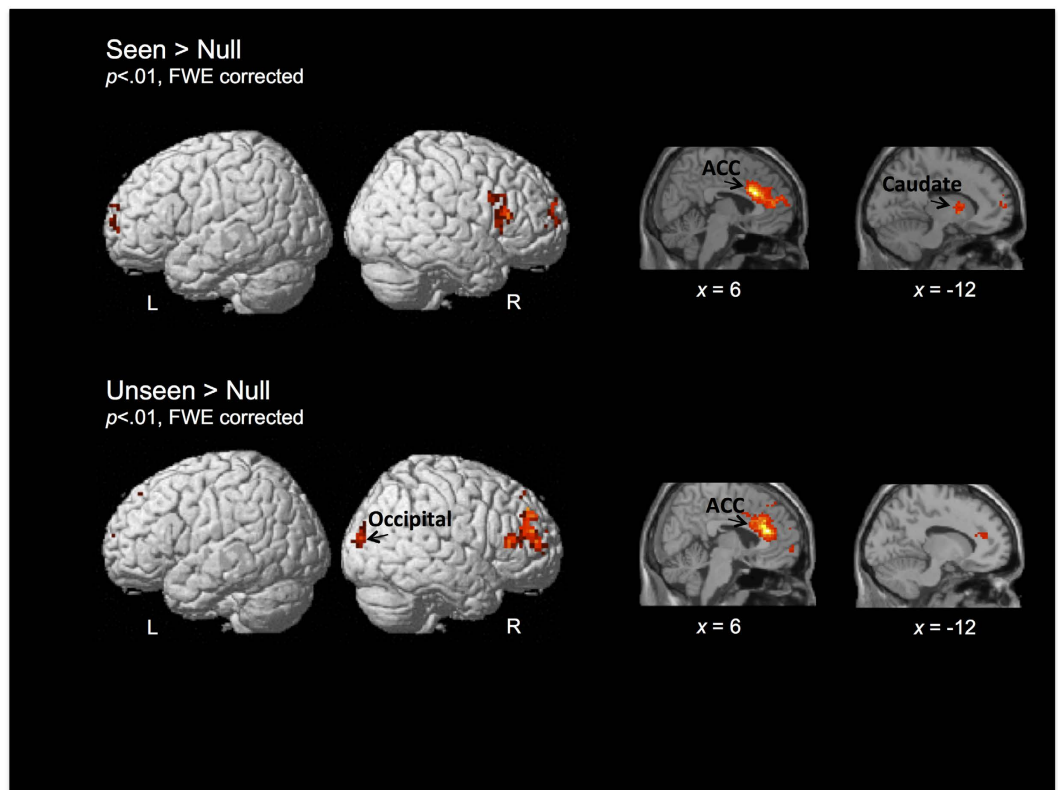 Seen > Null
p<.01, FWE corrected
ACC
Caudate
L
R
x = 6
x = -12
Unseen > Null
p<.01, FWE corrected
Occipital
ACC
L
R
x = 6
x = -12